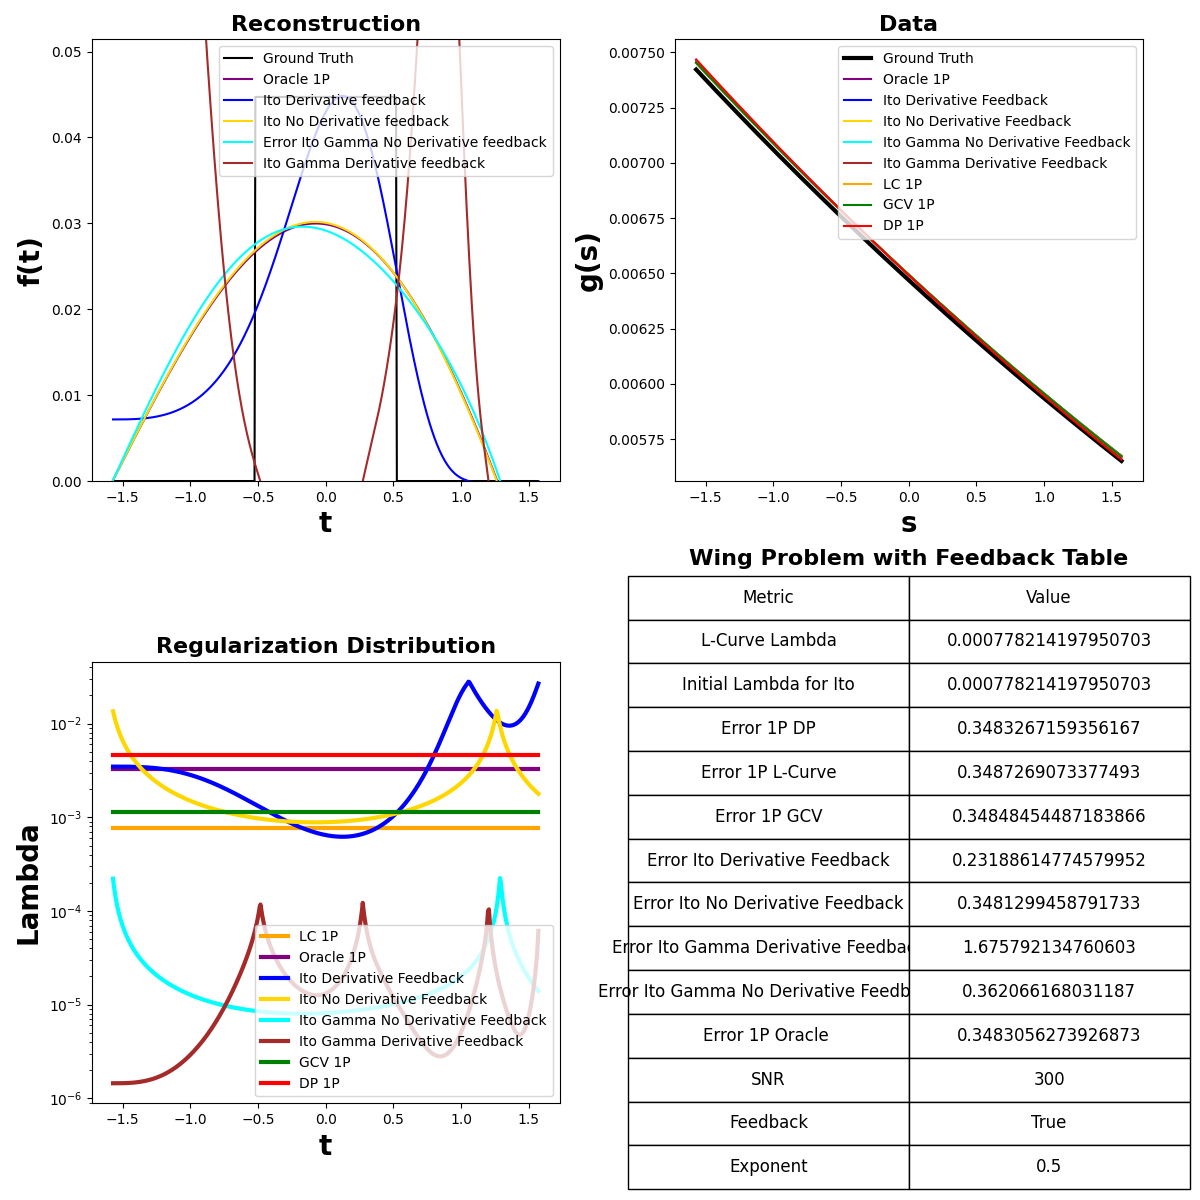 Reconstruction
0.05
0.04
0.03
0.02
0.01
0.00
f(t)
Ground Truth
Oracle 1P
Ito Derivative feedback
Ito No Derivative feedback
Error Ito Gamma No Derivative feedback
Ito Gamma Derivative feedback
−1.5 −1.0 −0.5 0.0 0.5 1.0 1.5
t
Data
0.00750
0.00725
0.00700
0.00675
0.00650
0.00625
0.00600
0.00575
g(s)
Ground Truth
Oracle 1P
Ito Derivative Feedback
Ito No Derivative Feedback
Ito Gamma No Derivative Feedback
Ito Gamma Derivative Feedback
LC 1P
GCV 1P
DP 1P
−1.5 −1.0 −0.5 0.0 0.5 1.0 1.5
s
Regularization Distribution
10−2
10−3
10−4
10−5
10−6
Lambda
LC 1P
Oracle 1P
Ito Derivative Feedback
Ito No Derivative Feedback
Ito Gamma No Derivative Feedback
Ito Gamma Derivative Feedback
GCV 1P
DP 1P
−1.5 −1.0 −0.5 0.0 0.5 1.0 1.5
t
Wing Problem with Feedback Table
Metric Value
L-Curve Lambda 0.000778214197950703
Initial Lambda for Ito 0.000778214197950703
Error 1P DP 0.3483267159356167
Error 1P L-Curve 0.3487269073377493
Error 1P GCV 0.34848454487183866
Error Ito Derivative Feedback 0.23188614774579952
Error Ito No Derivative Feedback 0.3481299458791733
Error Ito Gamma Derivative Feedbac 1.675792134760603
Error Ito Gamma No Derivative Feedb 0.362066168031187
Error 1P Oracle 0.3483056273926873
SNR 300
Feedback True
Exponent 0.5